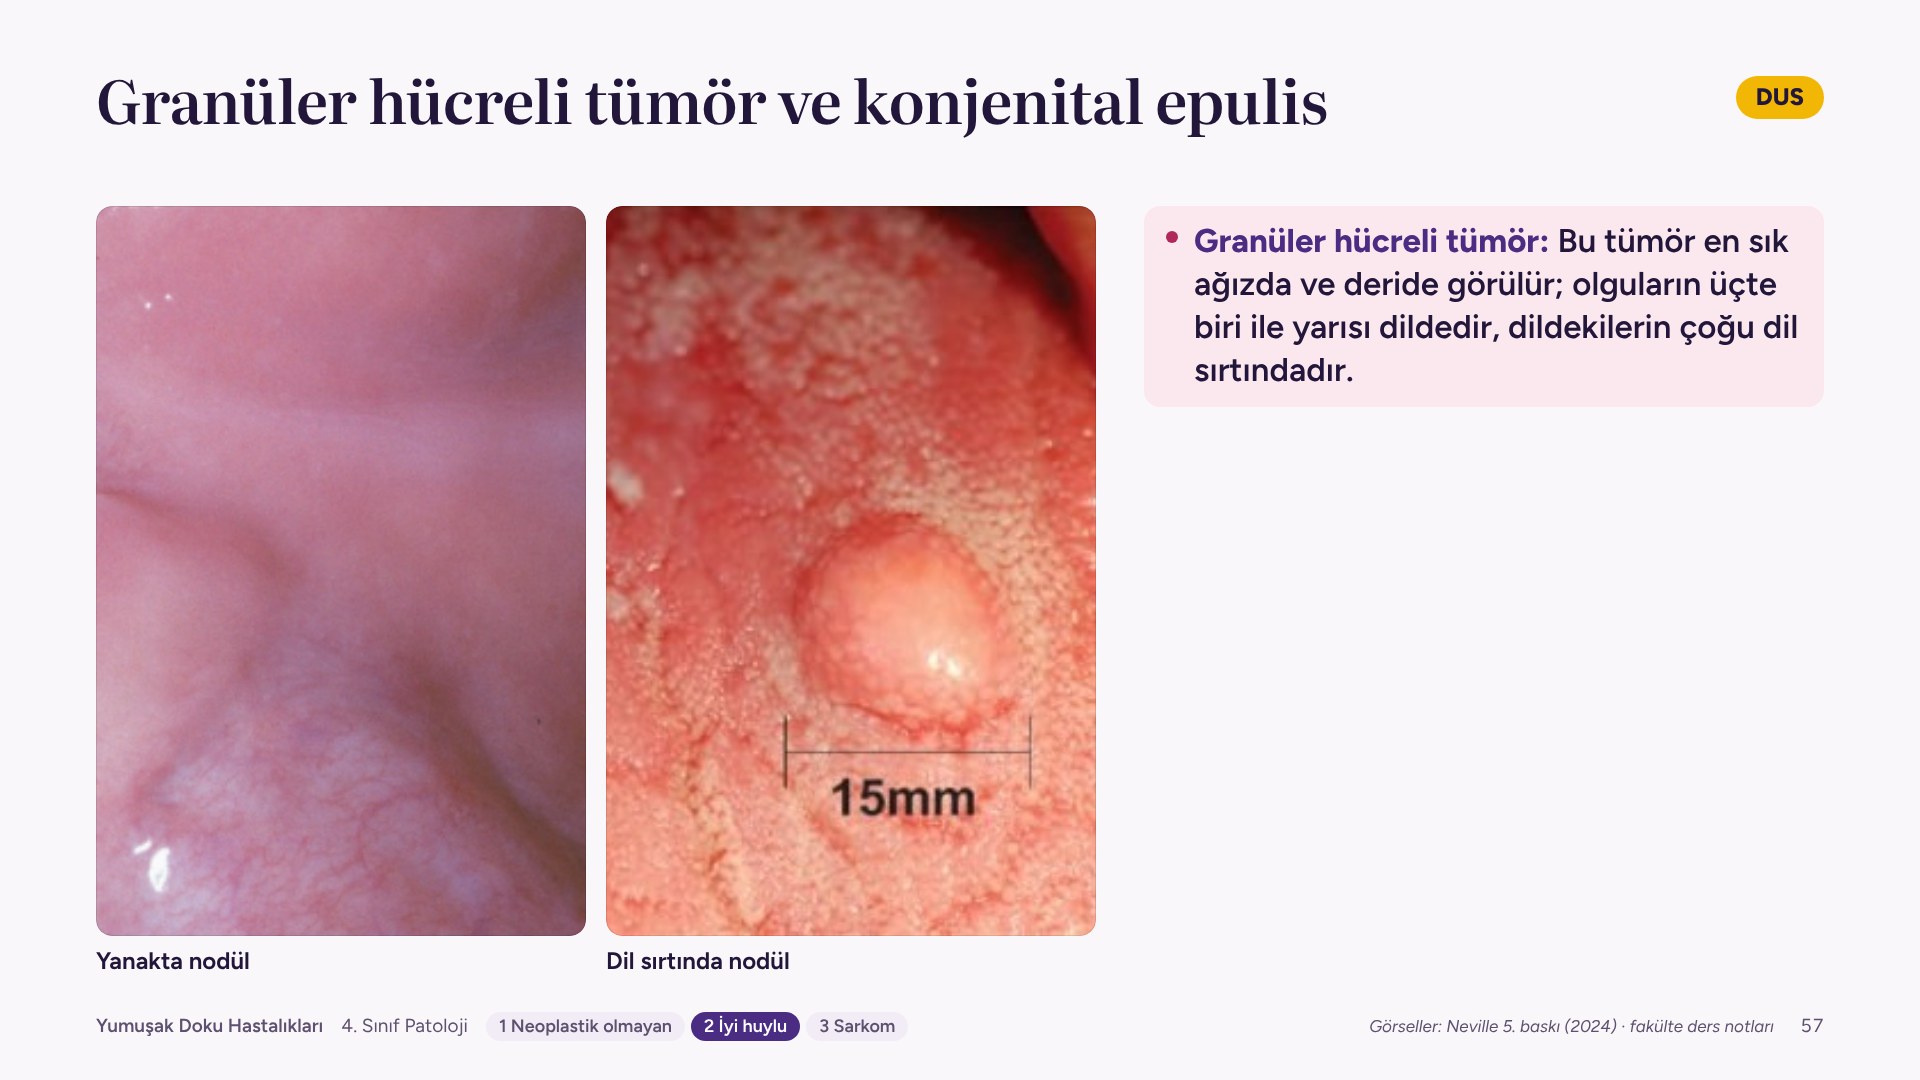 Granüler hücreli tümör ve konjenital epulis
DUS
15mm
Yanakta nodül
Dil sırtında nodül
• Granüler hücreli tümör: Bu tümör en sık
ağızda ve deride görülür; olguların üçte
biri ile yarısı dildedir, dildekilerin çoğu dil
sırtındadır.
Yumuşak Doku Hastalıkları 4. Sınıf Patoloji 1 Neoplastik olmayan 2 İyi huylu 3 Sarkom
Görseller: Neville 5. baskı (2024) · fakülte ders notları 57